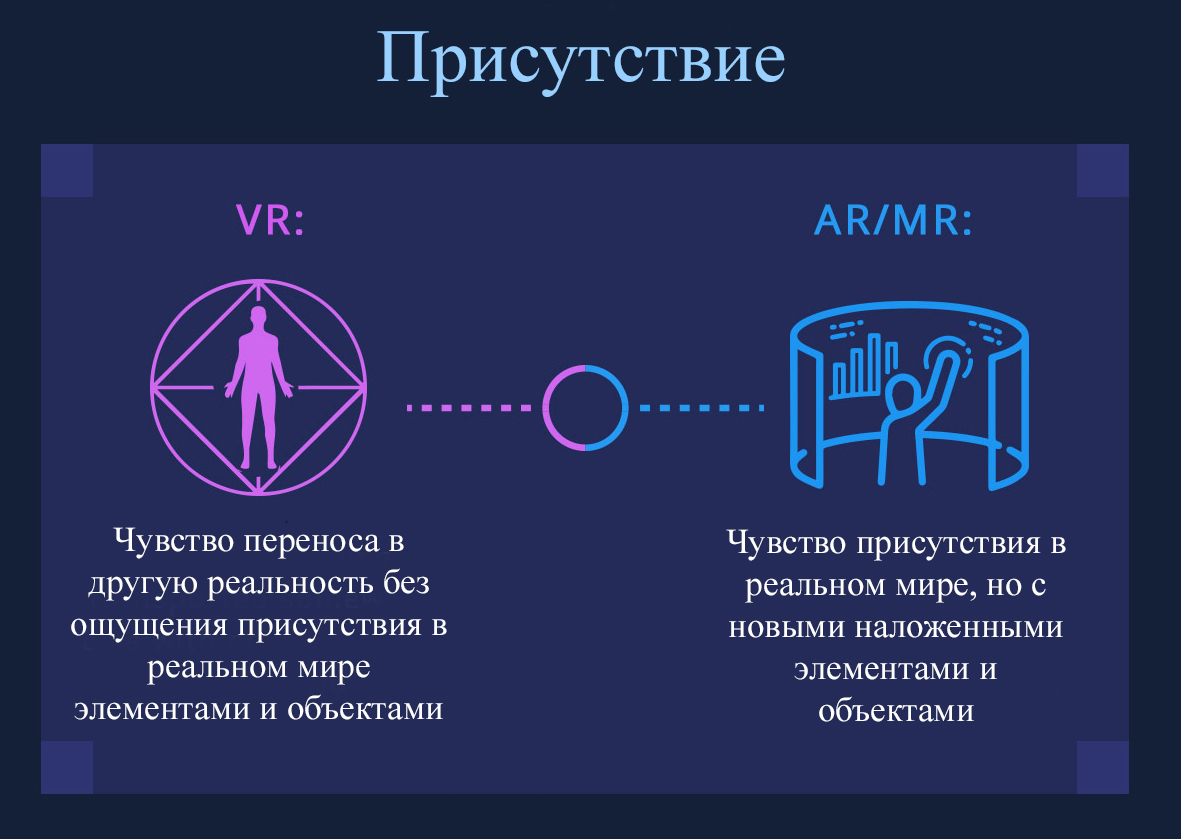 Присутствие
VR:
Чувство переноса в
другую реальность без
ощущения присутствия в
реальном мире
элементами и объектами
AR/MR:
Чувство присутствия в
реальном мире, но с
новыми наложенными
элементами и
объектами